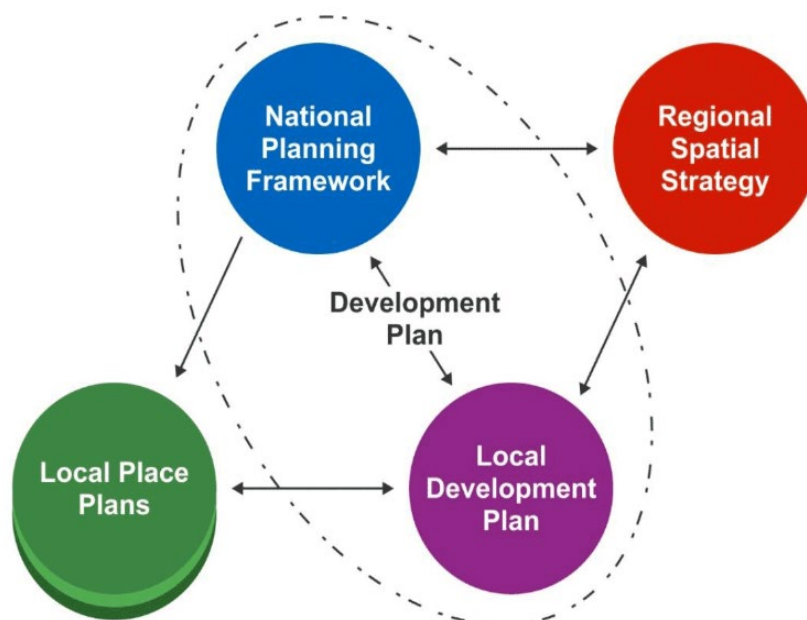 National
Planning
Framework
Regional
Spatial
Strategy
Development
Plan
Local Place
Plans
Local
Development
Plan